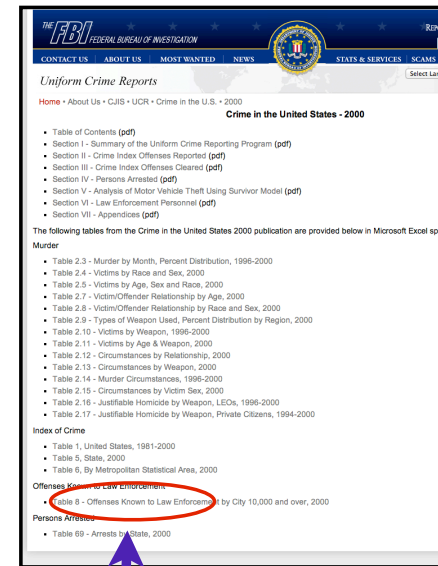 THE FBI FEDERAL BUREAU OF INVESTIGATION
CONTACT US ABOUT US MOST WANTED NEWS STATS & SERVICES SCAMS
Uniform Crime Reports
Home • About Us • CJIS • UCR • Crime in the U.S. • 2000
Crime in the United States - 2000
Table of Contents (pdf)
Section I - Summary of the Uniform Crime Reporting Program (pdf)
Section II - Crime Index Offenses Reported (pdf)
Section III - Crime Index Offenses Cleared (pdf)
Section IV - Persons Arrested (pdf)
Section V - Analysis of Motor Vehicle Theft Using Survivor Model (pdf)
Section VI - Law Enforcement Personnel (pdf)
Section VII - Appendices (pdf)
The following tables from the Crime in the United States 2000 publication are provided below in Microsoft Excel sp
Murder
Table 2.3 - Murder by Month, Percent Distribution, 1996-2000
Table 2.4 - Victims by Race and Sex, 2000
Table 2.5 - Victims by Age, Sex and Race, 2000
Table 2.7 - Victim/Offender Relationship by Age, 2000
Table 2.8 - Victim/Offender Relationship by Race and Sex, 2000
Table 2.9 - Types of Weapon Used, Percent Distribution by Region, 2000
Table 2.10 - Victims by Weapon, 1996-2000
Table 2.11 - Victims by Age & Weapon, 2000
Table 2.12 - Circumstances by Relationship, 2000
Table 2.13 - Circumstances by Weapon, 2000
Table 2.14 - Murder Circumstances, 1996-2000
Table 2.15 - Circumstances by Victim Sex, 2000
Table 2.16 - Justifiable Homicide by Weapon, LEOs, 1996-2000
Table 2.17 - Justifiable Homicide by Weapon, Private Citizens, 1994-2000
Index of Crime
Table 1, United States, 1981-2000
Table 5, State, 2000
Table 6, By Metropolitan Statistical Area, 2000
Offenses Known to Law Enforcement
Table 8 - Offenses Known to Law Enforcement by City 10,000 and over, 2000
Persons Arrested
Table 69 - Arrests by State, 2000